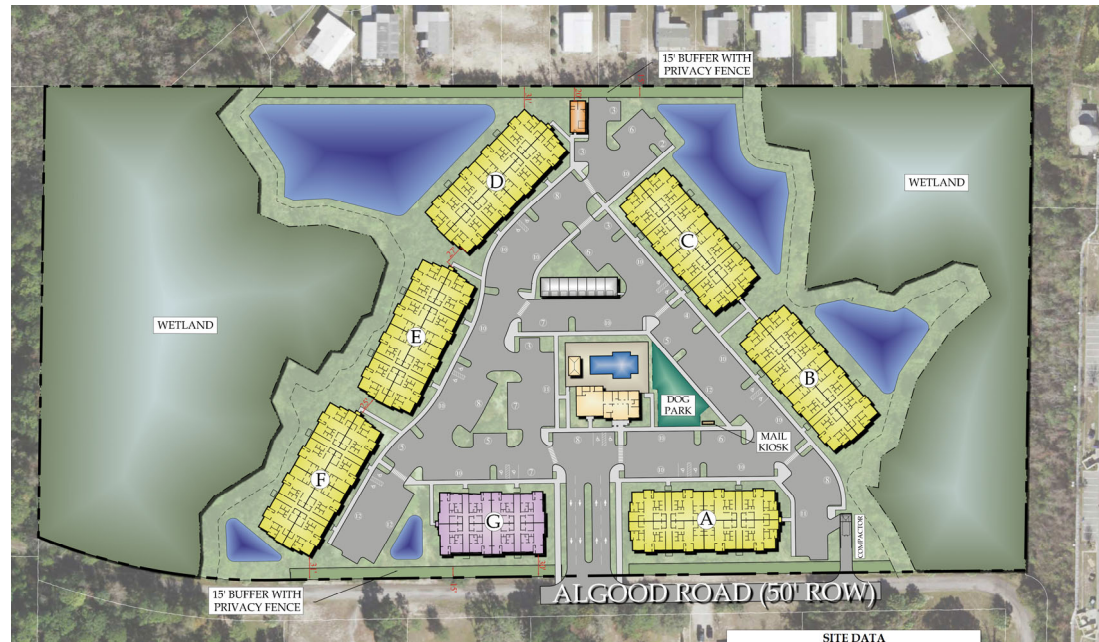 15' BUFFER WITH
PRIVACY FENCE
D
WETLAND
C
WETLAND
E
B
DOG
PARK
MAIL
KIOSK
F
G
A
COMPACTOR
15' BUFFER WITH
PRIVACY FENCE
ALGOOD ROAD (50' ROW)
SITE DATA